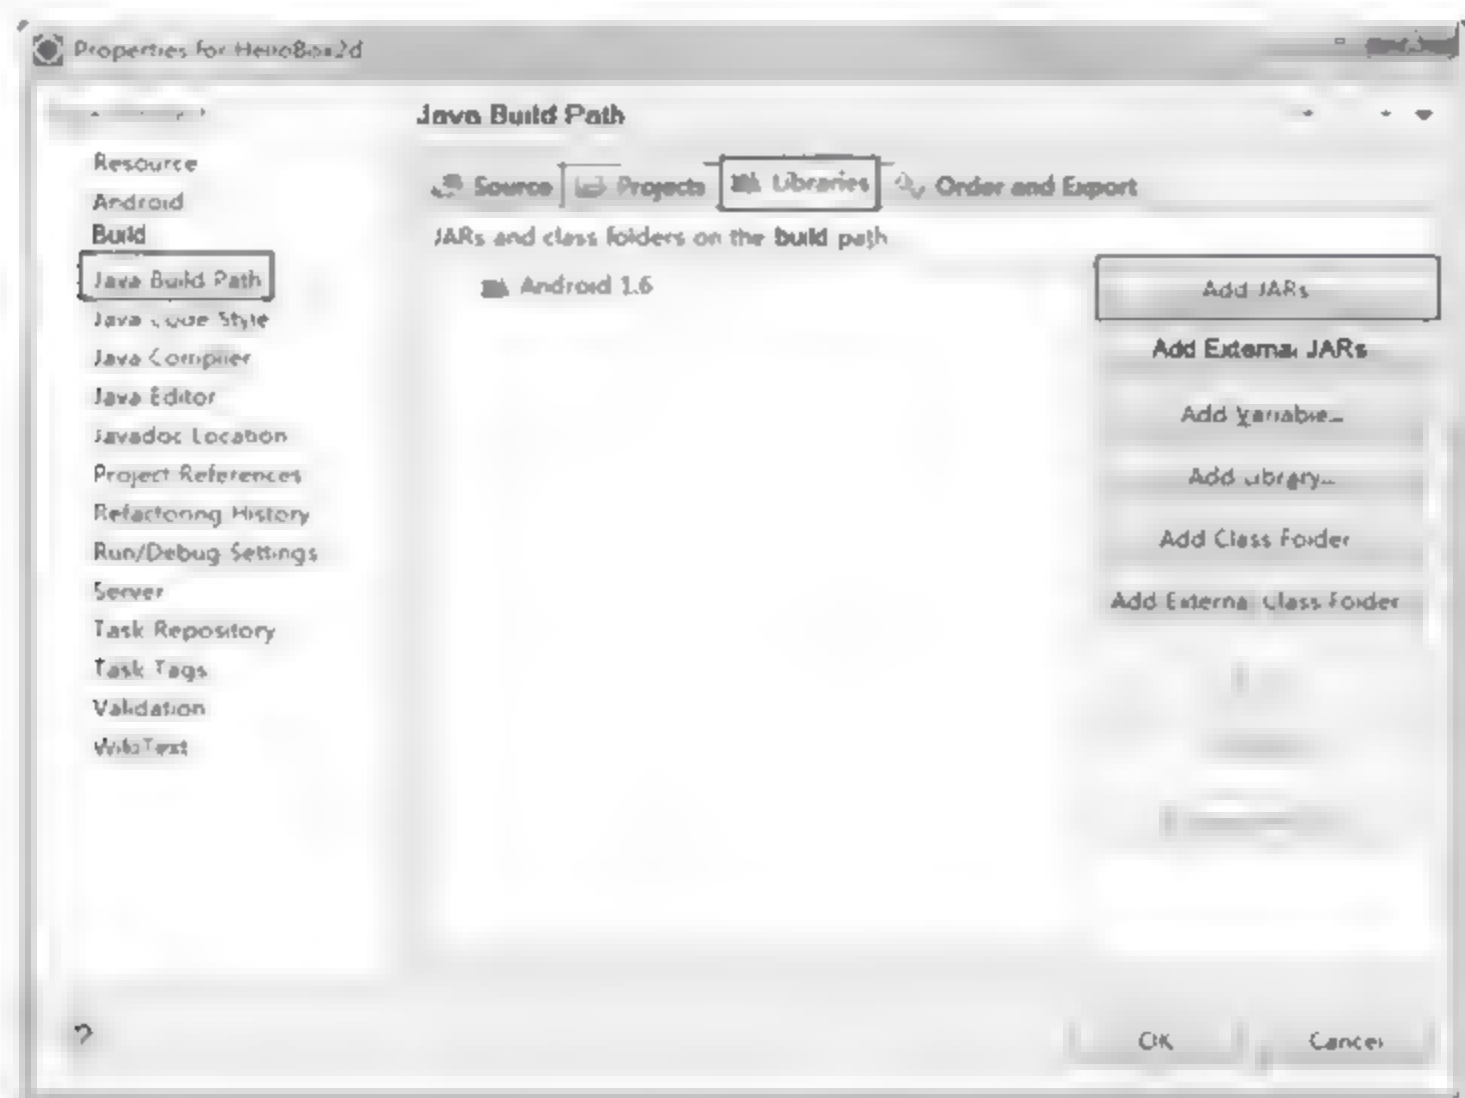 Properties for HelloBox2d
Java Build Path
Resource
Android
Build
Java Build Path
Java Code Style
Java Compiler
Java Editor
Javadoc Location
Project References
Refactoring History
Run/Debug Settings
Server
Task Repository
Task Tags
Validation
WikiText
Source Projects Libraries Order and Export
JARs and class folders on the build path
Android 1.6
Add JARs
Add External JARs
Add Variable...
Add Library...
Add Class Folder
Add External Class Folder
?
OK Cancel